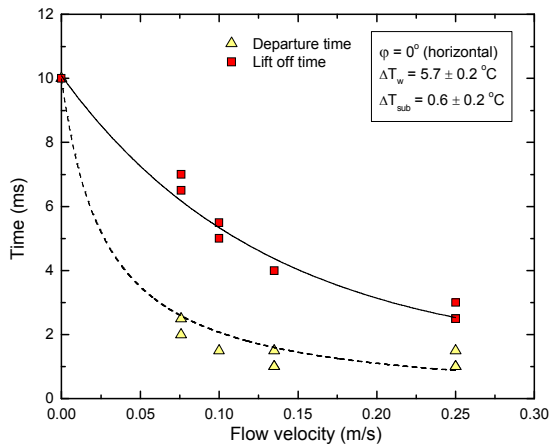 12
10
8
6
4
2
0
Time (ms)
Departure time
Lift off time
φ = 0° (horizontal)
ΔT_w = 5.7 ± 0.2 °C
ΔT_sub = 0.6 ± 0.2 °C
0.00 0.05 0.10 0.15 0.20 0.25 0.30
Flow velocity (m/s)